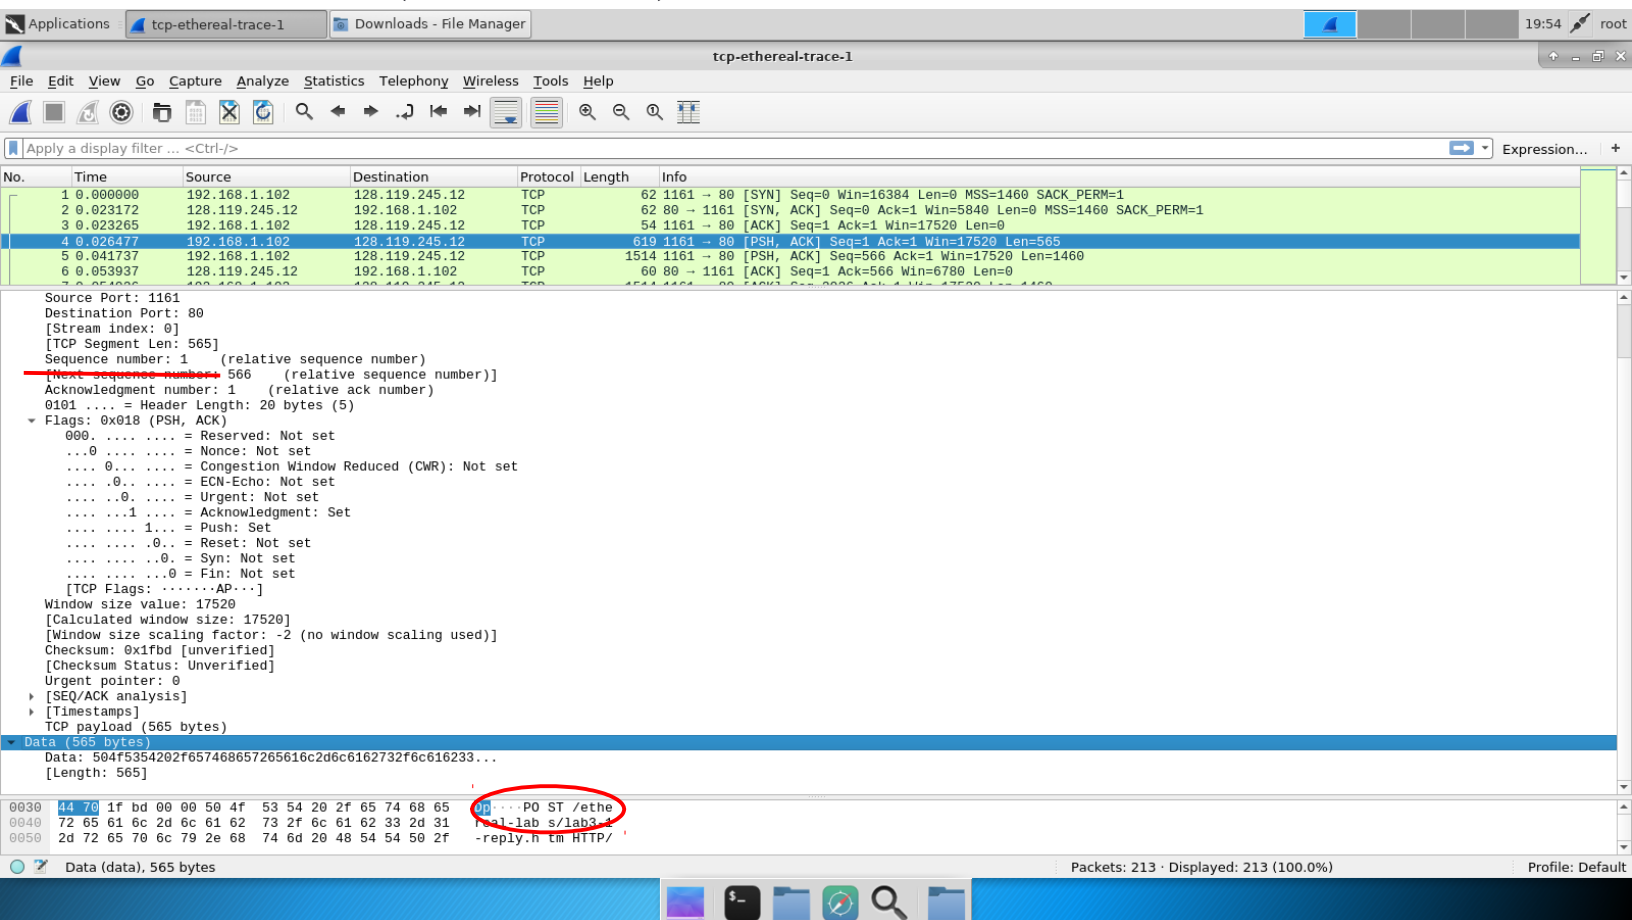 Applications
tcp-ethereal-trace-1
Downloads - File Manager
19:54
root
tcp-ethereal-trace-1
File Edit View Go Capture Analyze Statistics Telephony Wireless Tools Help
Apply a display filter ... <Ctrl-/>
Expression... +
No. Time Source Destination Protocol Length Info
1 0.000000 192.168.1.102 128.119.245.12 TCP 62 1161 → 80 [SYN] Seq=0 Win=16384 Len=0 MSS=1460 SACK_PERM=1
2 0.023172 128.119.245.12 192.168.1.102 TCP 62 80 → 1161 [SYN, ACK] Seq=0 Ack=1 Win=5840 Len=0 MSS=1460 SACK_PERM=1
3 0.023265 192.168.1.102 128.119.245.12 TCP 54 1161 → 80 [ACK] Seq=1 Ack=1 Win=17520 Len=0
4 0.026477 192.168.1.102 128.119.245.12 TCP 619 1161 → 80 [PSH, ACK] Seq=1 Ack=1 Win=17520 Len=565
5 0.041737 192.168.1.102 128.119.245.12 TCP 1514 1161 → 80 [PSH, ACK] Seq=566 Ack=1 Win=17520 Len=1460
6 0.053937 128.119.245.12 192.168.1.102 TCP 60 80 → 1161 [ACK] Seq=1 Ack=566 Win=6780 Len=0
Source Port: 1161
Destination Port: 80
[Stream index: 0]
[TCP Segment Len: 565]
Sequence number: 1 (relative sequence number)
[Next sequence number: 566 (relative sequence number)]
Acknowledgment number: 1 (relative ack number)
0101 .... = Header Length: 20 bytes (5)
Flags: 0x018 (PSH, ACK)
000. .... .... = Reserved: Not set
...0 .... .... = Nonce: Not set
.... 0... .... = Congestion Window Reduced (CWR): Not set
.... .0.. .... = ECN-Echo: Not set
.... ..0. .... = Urgent: Not set
.... ...1 .... = Acknowledgment: Set
.... .... 1... = Push: Set
.... .... .0.. = Reset: Not set
.... .... ..0. = Syn: Not set
.... .... ...0 = Fin: Not set
[TCP Flags: ·······AP···]
Window size value: 17520
[Calculated window size: 17520]
[Window size scaling factor: -2 (no window scaling used)]
Checksum: 0x1fbd [unverified]
[Checksum Status: Unverified]
Urgent pointer: 0
[SEQ/ACK analysis]
[Timestamps]
TCP payload (565 bytes)
Data (565 bytes)
Data: 504f5354202f657468657265616c2d6c6162732f6c616233...
[Length: 565]
0030 44 70 1f bd 00 00 50 4f 53 54 20 2f 65 74 68 65 Dp····PO ST /ethe
0040 72 65 61 6c 2d 6c 61 62 73 2f 6c 61 62 33 2d 31 real-lab s/lab3-1
0050 2d 72 65 70 6c 79 2e 68 74 6d 20 48 54 54 50 2f -reply.h tm HTTP/
Data (data), 565 bytes
Packets: 213 · Displayed: 213 (100.0%)
Profile: Default